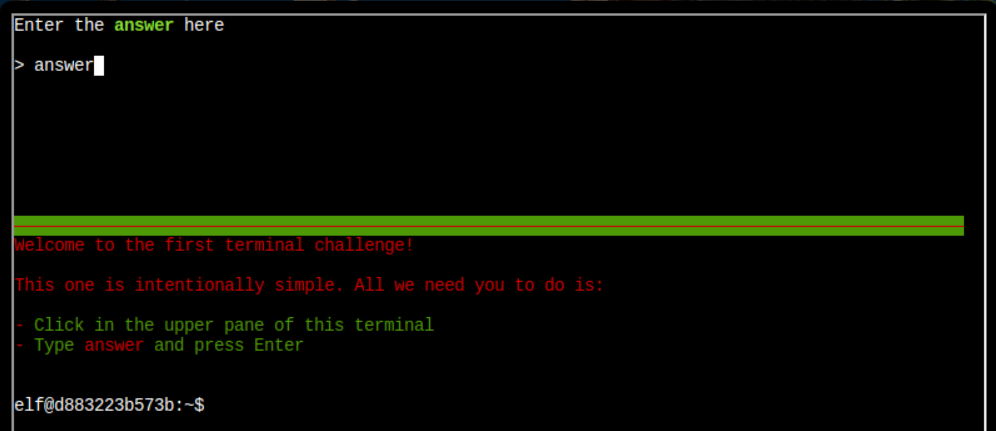 Enter the answer here
> answer
Welcome to the first terminal challenge!
This one is intentionally simple. All we need you to do is:
- Click in the upper pane of this terminal
- Type answer and press Enter
elf@d883223b573b:~$